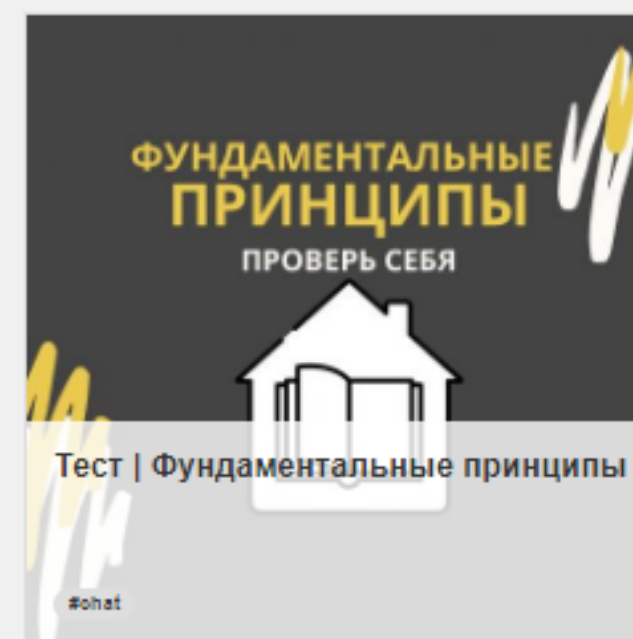 ФУНДАМЕНТАЛЬНЫЕ
ПРИНЦИПЫ
ПРОВЕРЬ СЕБЯ
Тест | Фундаментальные принципы
#ohat